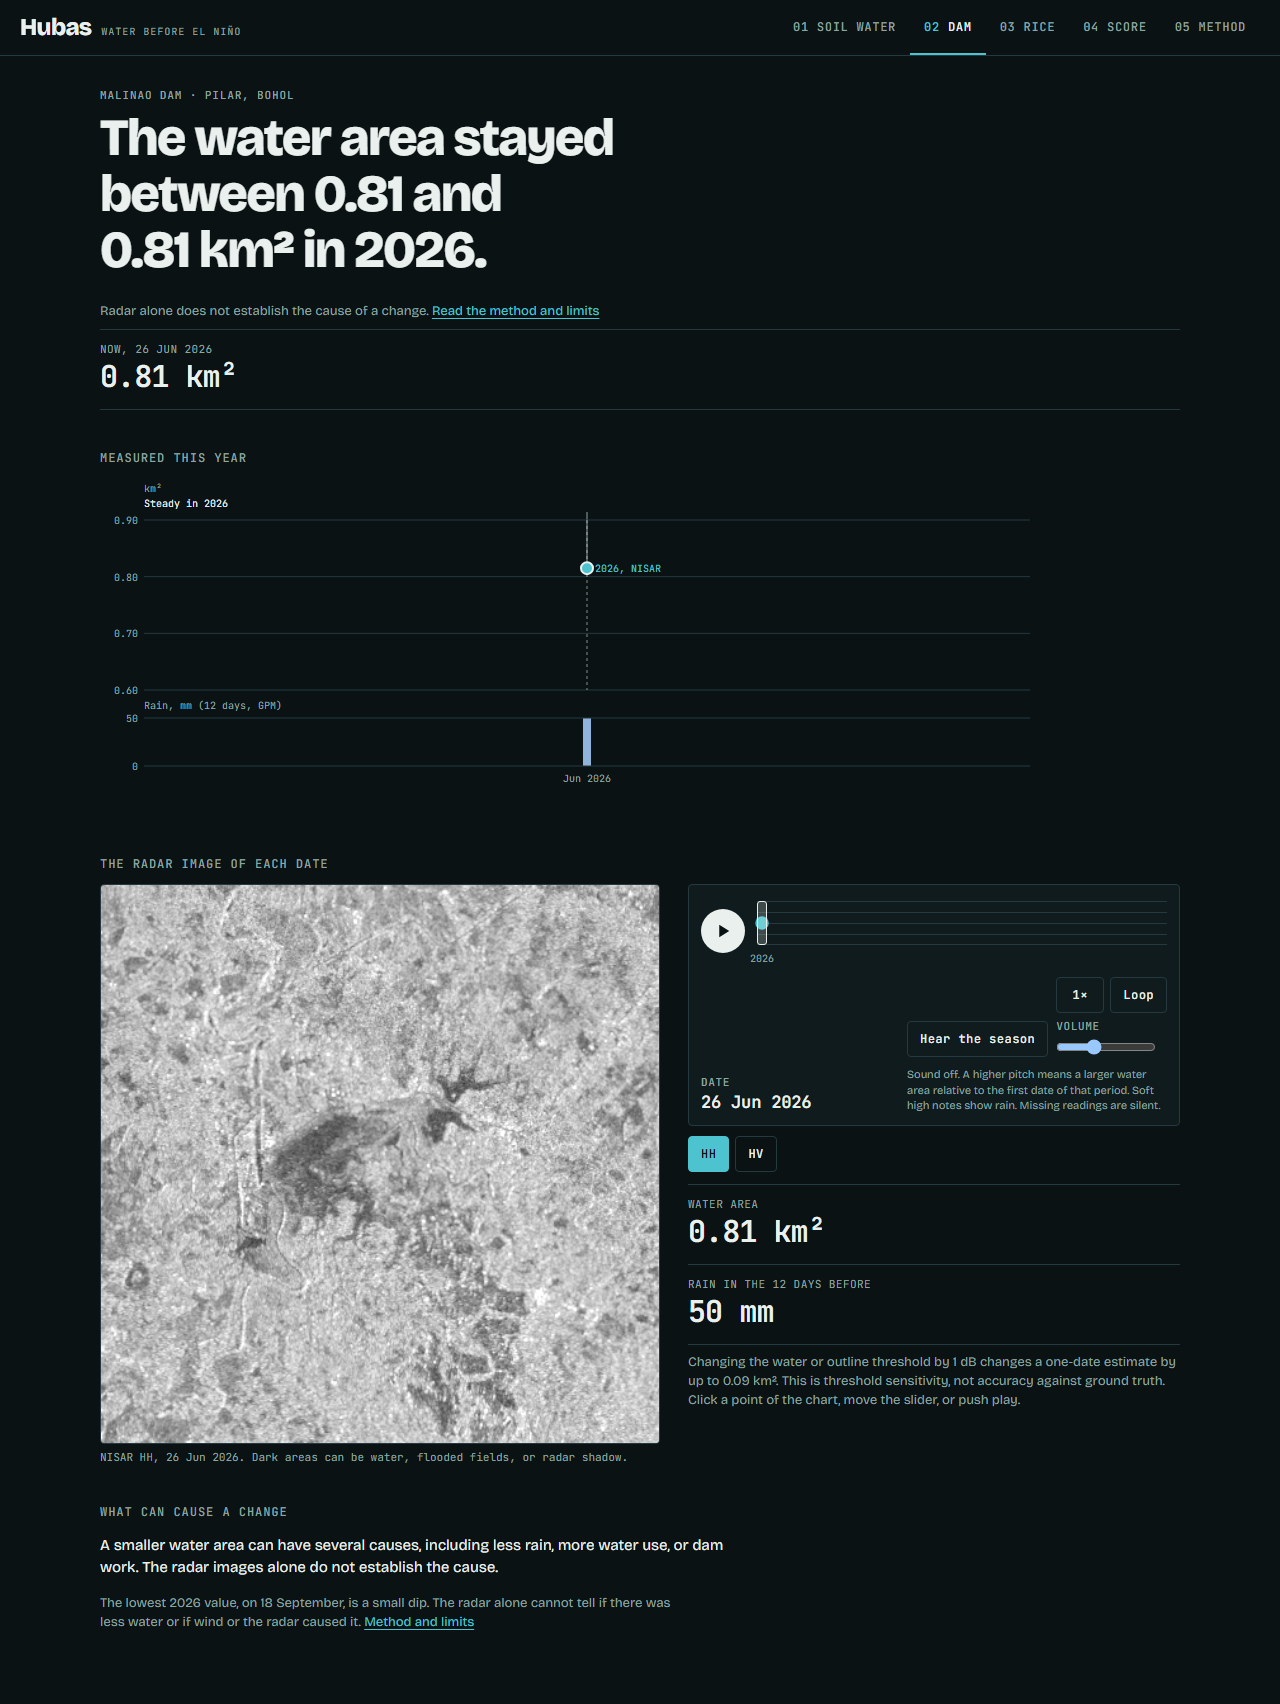 Hubas WATER BEFORE EL NIÑO
01 SOIL WATER
02 DAM
03 RICE
04 SCORE
05 METHOD
MALINAO DAM · PILAR, BOHOL
The water area stayed
between 0.81 and
0.81 km² in 2026.
Radar alone does not establish the cause of a change. Read the method and limits
NOW, 26 JUN 2026
0.81 km²
MEASURED THIS YEAR
km²
Steady in 2026
0.90
2026, NISAR
0.80
0.70
0.60
Rain, mm (12 days, GPM)
50
0
Jun 2026
THE RADAR IMAGE OF EACH DATE
2026
1×
Loop
Hear the season
VOLUME
Sound off. A higher pitch means a larger water
area relative to the first date of that period. Soft
high notes show rain. Missing readings are silent.
DATE
26 Jun 2026
HH
HV
WATER AREA
0.81 km²
RAIN IN THE 12 DAYS BEFORE
50 mm
Changing the water or outline threshold by 1 dB changes a one-date estimate by
up to 0.09 km². This is threshold sensitivity, not accuracy against ground truth.
Click a point of the chart, move the slider, or push play.
NISAR HH, 26 Jun 2026. Dark areas can be water, flooded fields, or radar shadow.
WHAT CAN CAUSE A CHANGE
A smaller water area can have several causes, including less rain, more water use, or dam
work. The radar images alone do not establish the cause.
The lowest 2026 value, on 18 September, is a small dip. The radar alone cannot tell if there was
less water or if wind or the radar caused it. Method and limits